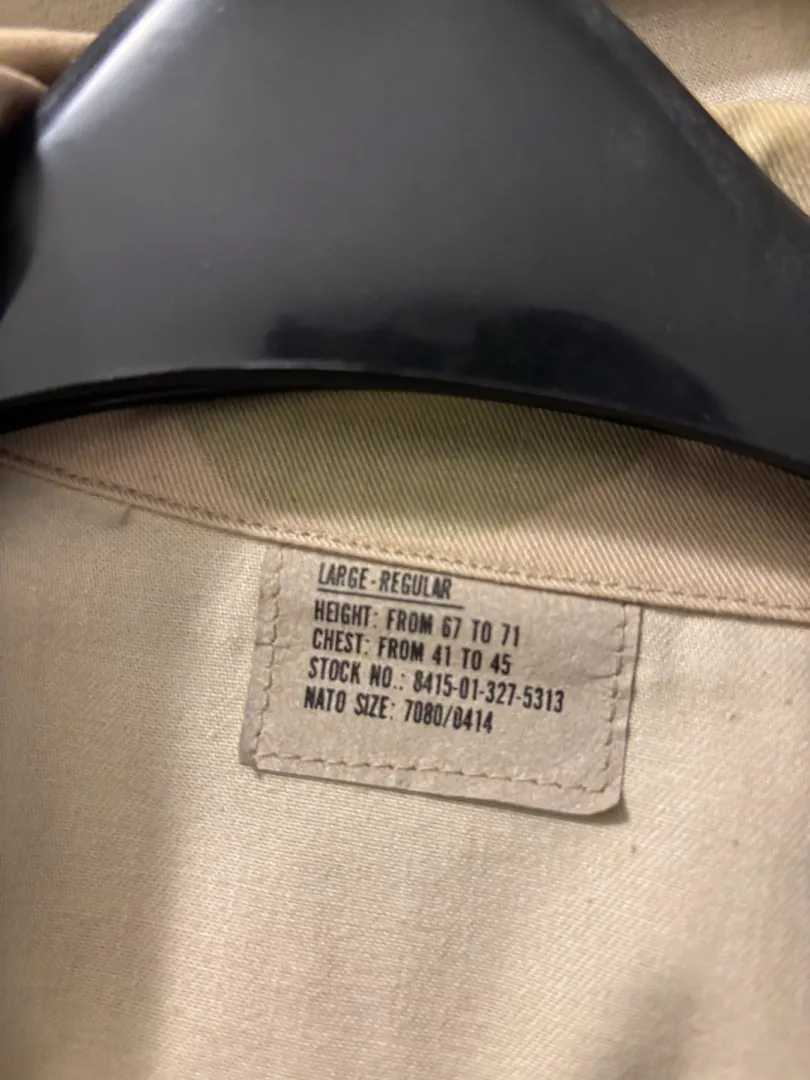 LARGE-REGULAR
HEIGHT: FROM 67 TO 71
CHEST: FROM 41 TO 45
STOCK NO.: 8415-01-327-5313
NATO SIZE: 7080/0414